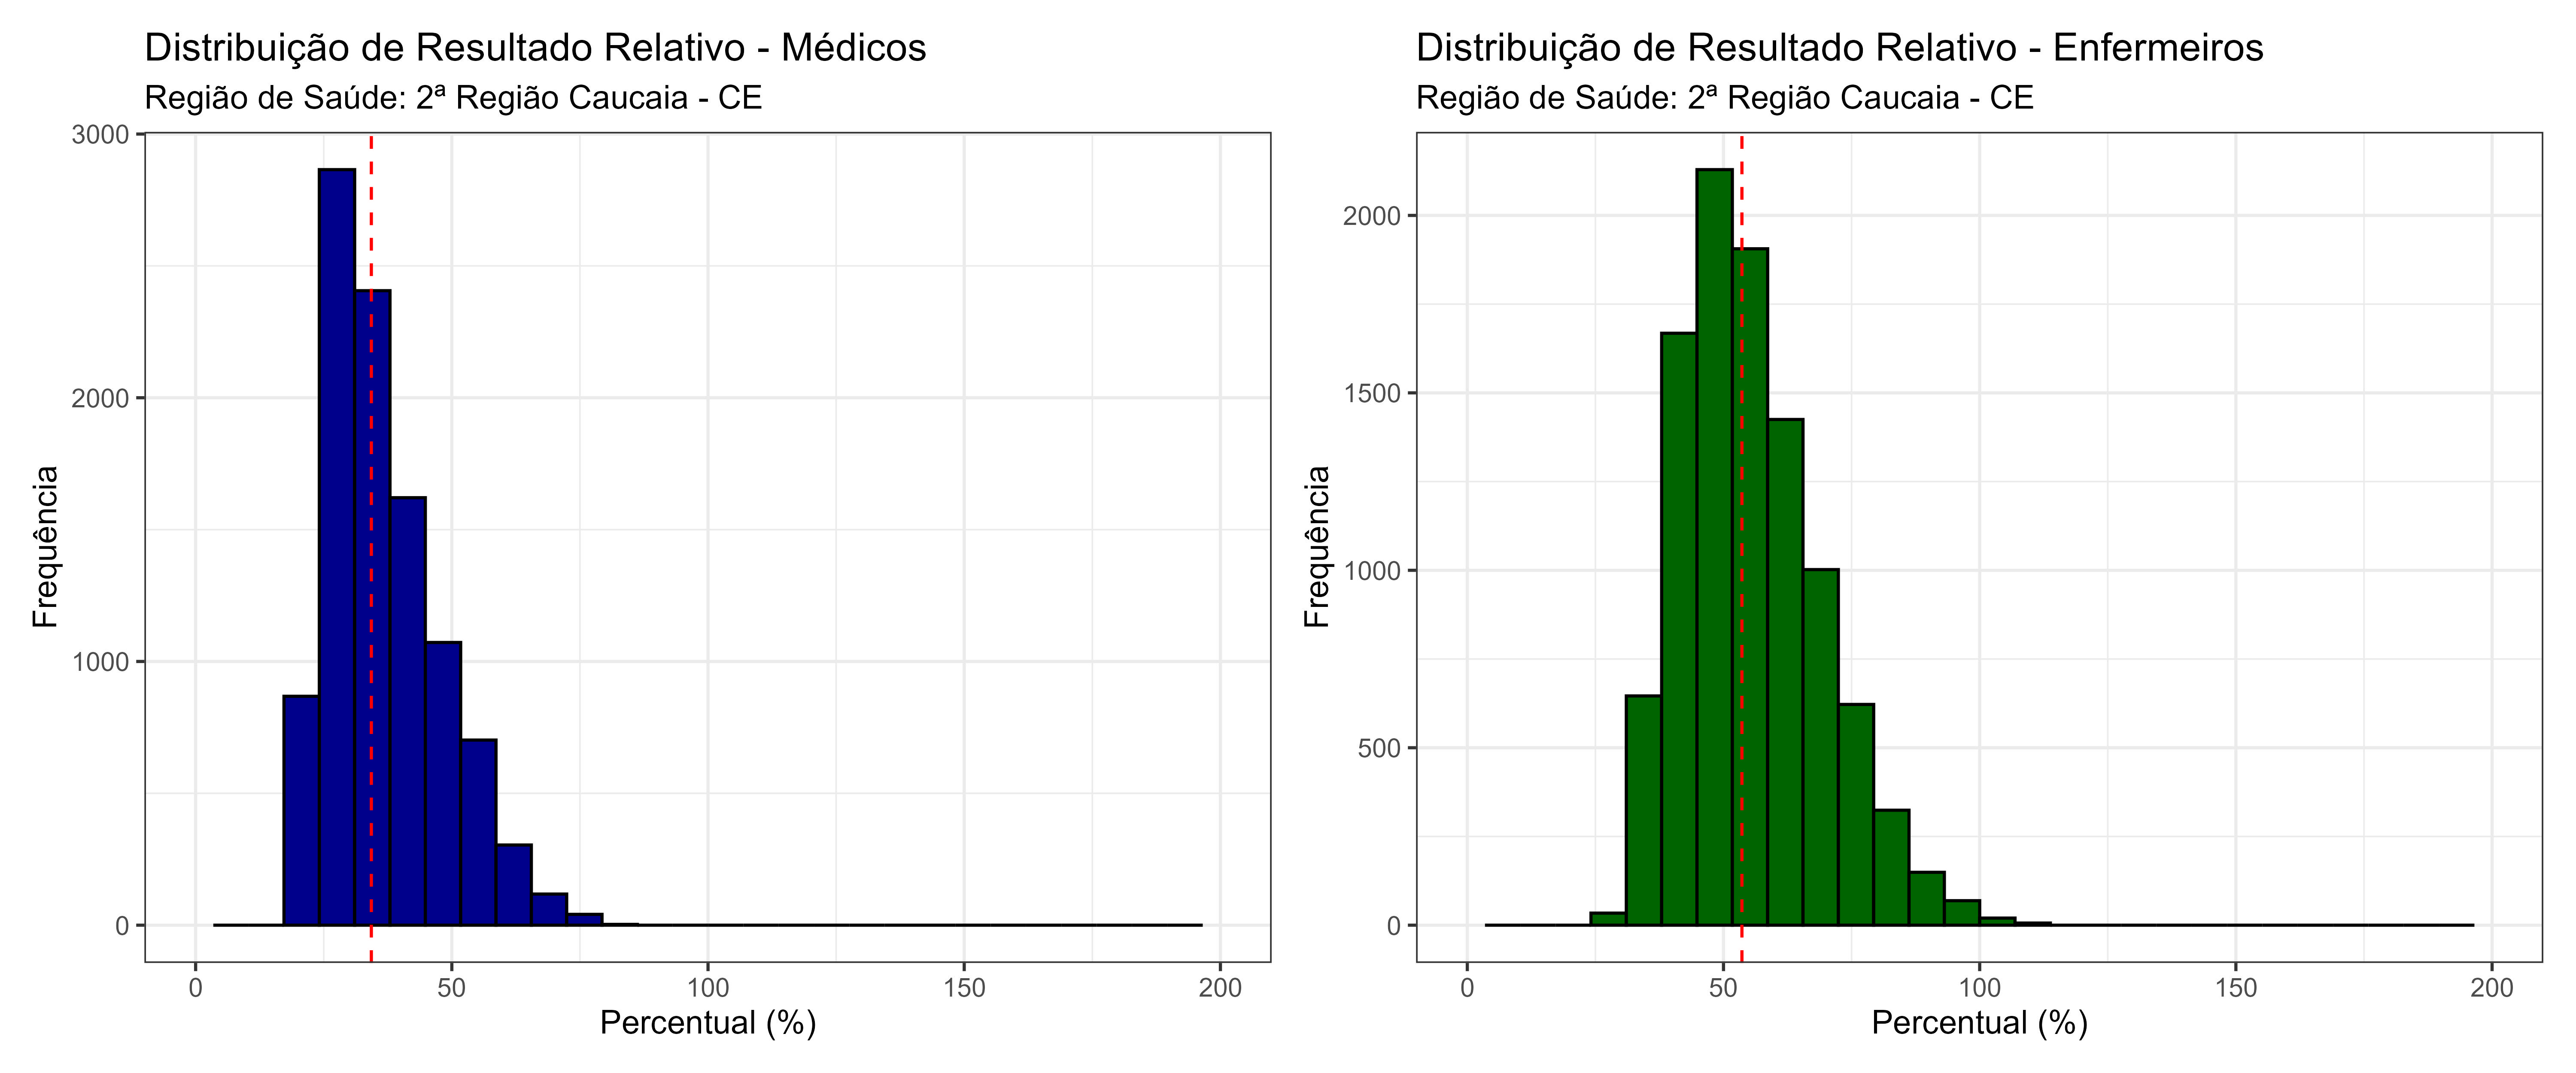 Distribuição de Resultado Relativo - Médicos
Região de Saúde: 2ª Região Caucaia - CE
3000
2000
1000
0
Frequência
0 50 100 150 200
Percentual (%)
Distribuição de Resultado Relativo - Enfermeiros
Região de Saúde: 2ª Região Caucaia - CE
2000
1500
1000
500
0
Frequência
0 50 100 150 200
Percentual (%)